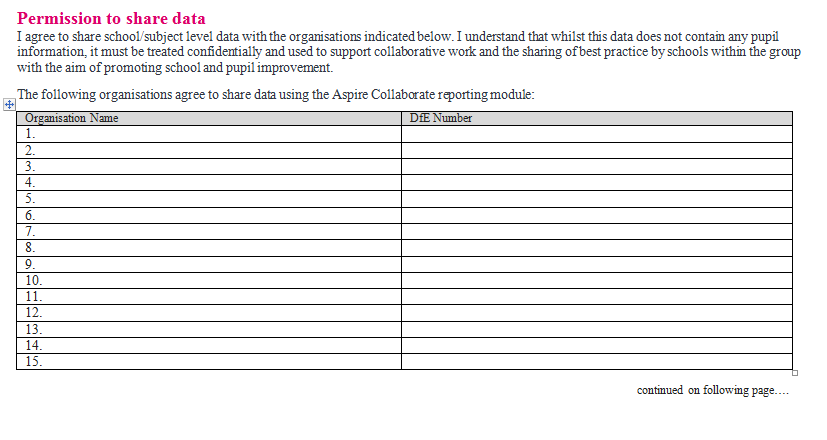 Permission to share data
I agree to share school/subject level data with the organisations indicated below. I understand that whilst this data does not contain any pupil
information, it must be treated confidentially and used to support collaborative work and the sharing of best practice by schools within the group
with the aim of promoting school and pupil improvement.
The following organisations agree to share data using the Aspire Collaborate reporting module:
Organisation Name DfE Number
1.
2.
3.
4.
5.
6.
7.
8.
9.
10.
11.
12.
13.
14.
15.
continued on following page....